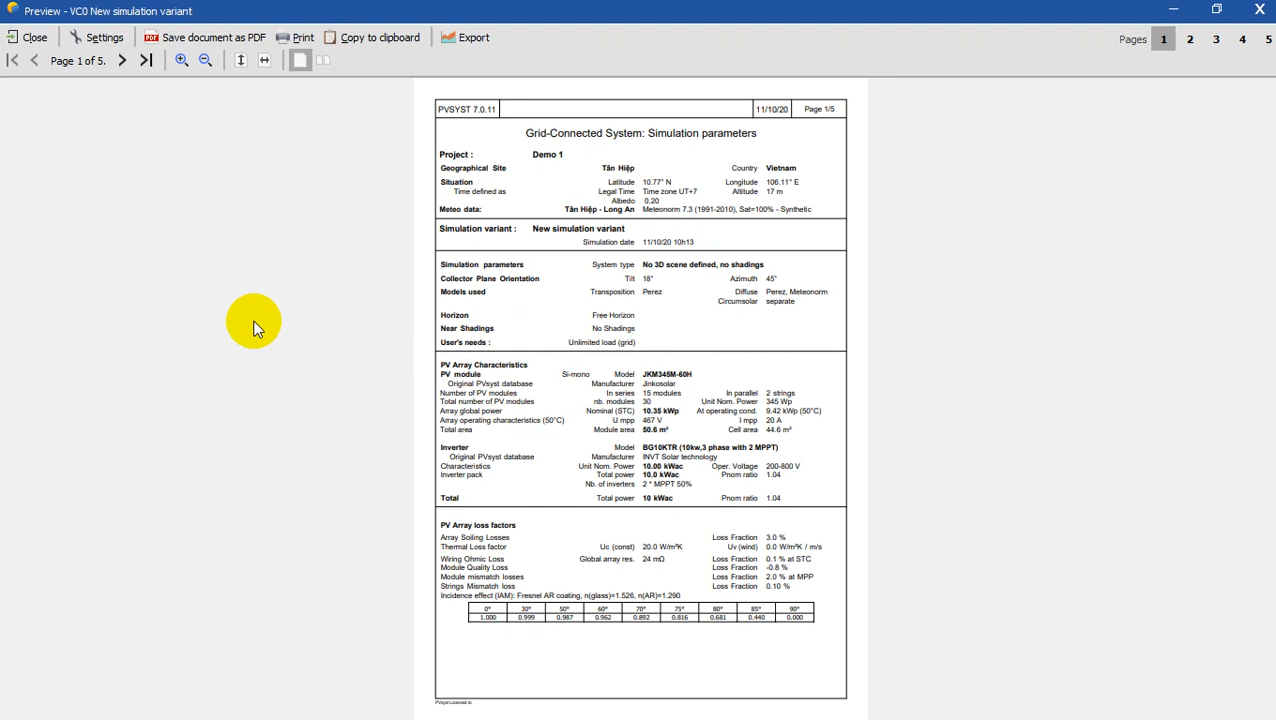 Preview - VC0 New simulation variant
Close Settings Save document as PDF Print Copy to clipboard Export Pages 1 2 3 4 5
Page 1 of 5.
PVSYST 7.0.11 11/10/20 Page 1/5
Grid-Connected System: Simulation parameters
Project : Demo 1
Geographical Site Tân Hiệp Country Vietnam
Situation Latitude 10.77° N Longitude 106.11° E
Time defined as Legal Time Time zone UT+7 Altitude 17 m
Albedo 0.20
Meteo data: Tân Hiệp - Long An Meteonorm 7.3 (1991-2010), Sat=100% - Synthetic
Simulation variant : New simulation variant
Simulation date 11/10/20 10h13
Simulation parameters System type No 3D scene defined, no shadings
Collector Plane Orientation Tilt 18° Azimuth 45°
Models used Transposition Perez Diffuse Perez, Meteonorm
Circumsolar separate
Horizon Free Horizon
Near Shadings No Shadings
User's needs : Unlimited load (grid)
PV Array Characteristics
PV module Si-mono Model JKM345M-60H
Original PVsyst database Manufacturer Jinkosolar
Number of PV modules In series 15 modules In parallel 2 strings
Total number of PV modules nb. modules 30 Unit Nom. Power 345 Wp
Array global power Nominal (STC) 10.35 kWp At operating cond. 9.42 kWp (50°C)
Array operating characteristics (50°C) U mpp 467 V I mpp 20 A
Total area Module area 50.6 m² Cell area 44.6 m²
Inverter Model BG10KTR (10kw,3 phase with 2 MPPT)
Original PVsyst database Manufacturer INVT Solar technology
Characteristics Unit Nom. Power 10.00 kWac Oper. Voltage 200-800 V
Inverter pack Total power 10.0 kWac Pnom ratio 1.04
Nb. of inverters 2 * MPPT 50%
Total Total power 10 kWac Pnom ratio 1.04
PV Array loss factors
Array Soiling Losses Loss Fraction 3.0 %
Thermal Loss factor Uc (const) 20.0 W/m²K Uv (wind) 0.0 W/m²K / m/s
Wiring Ohmic Loss Global array res. 24 mΩ Loss Fraction 0.1 % at STC
Module Quality Loss Loss Fraction -0.8 %
Module mismatch losses Loss Fraction 2.0 % at MPP
Strings Mismatch loss Loss Fraction 0.10 %
Incidence effect (IAM): Fresnel AR coating, n(glass)=1.526, n(AR)=1.290
0° 30° 50° 60° 70° 75° 80° 85° 90°
1.000 0.999 0.987 0.962 0.892 0.816 0.681 0.440 0.000
PVsyst Licensed to